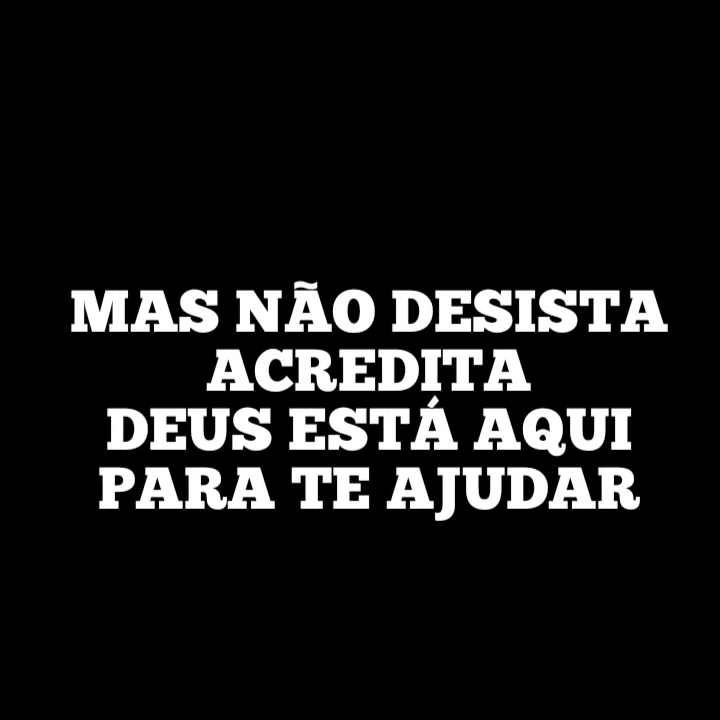 MAS NÃO DESISTA
ACREDITA
DEUS ESTÁ AQUI
PARA TE AJUDAR